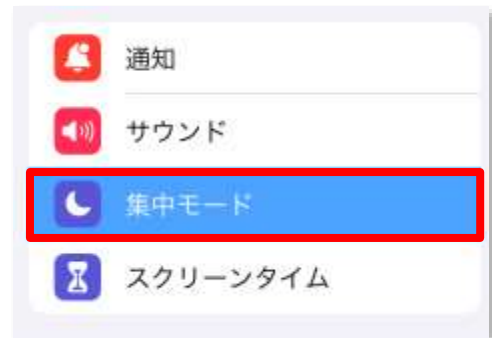 通知
サウンド
集中モード
スクリーンタイム